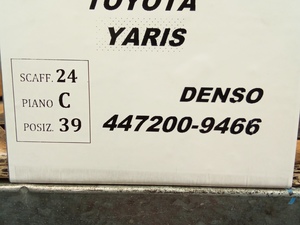 TOYOTA
YARIS
SCAFF. 24
PIANO C
POSIZ. 39
DENSO
447200-9466